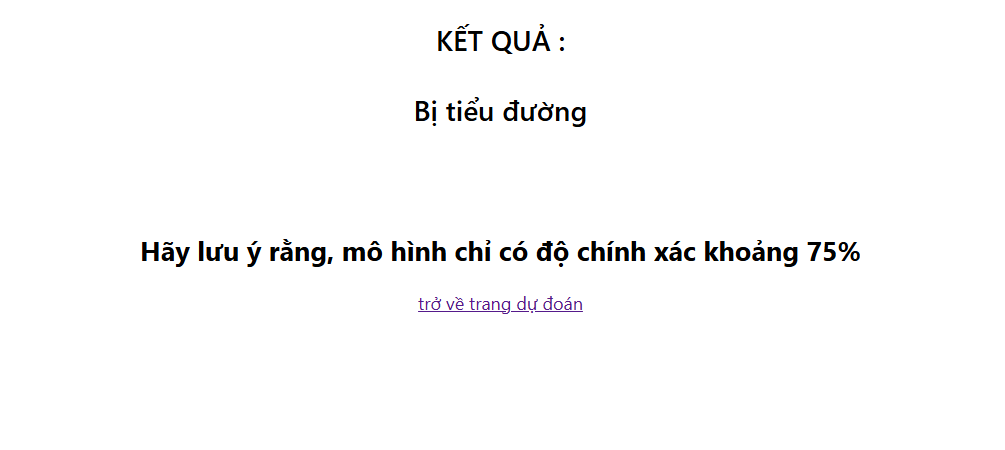 KẾT QUẢ :
Bị tiểu đường
Hãy lưu ý rằng, mô hình chỉ có độ chính xác khoảng 75%
trở về trang dự đoán